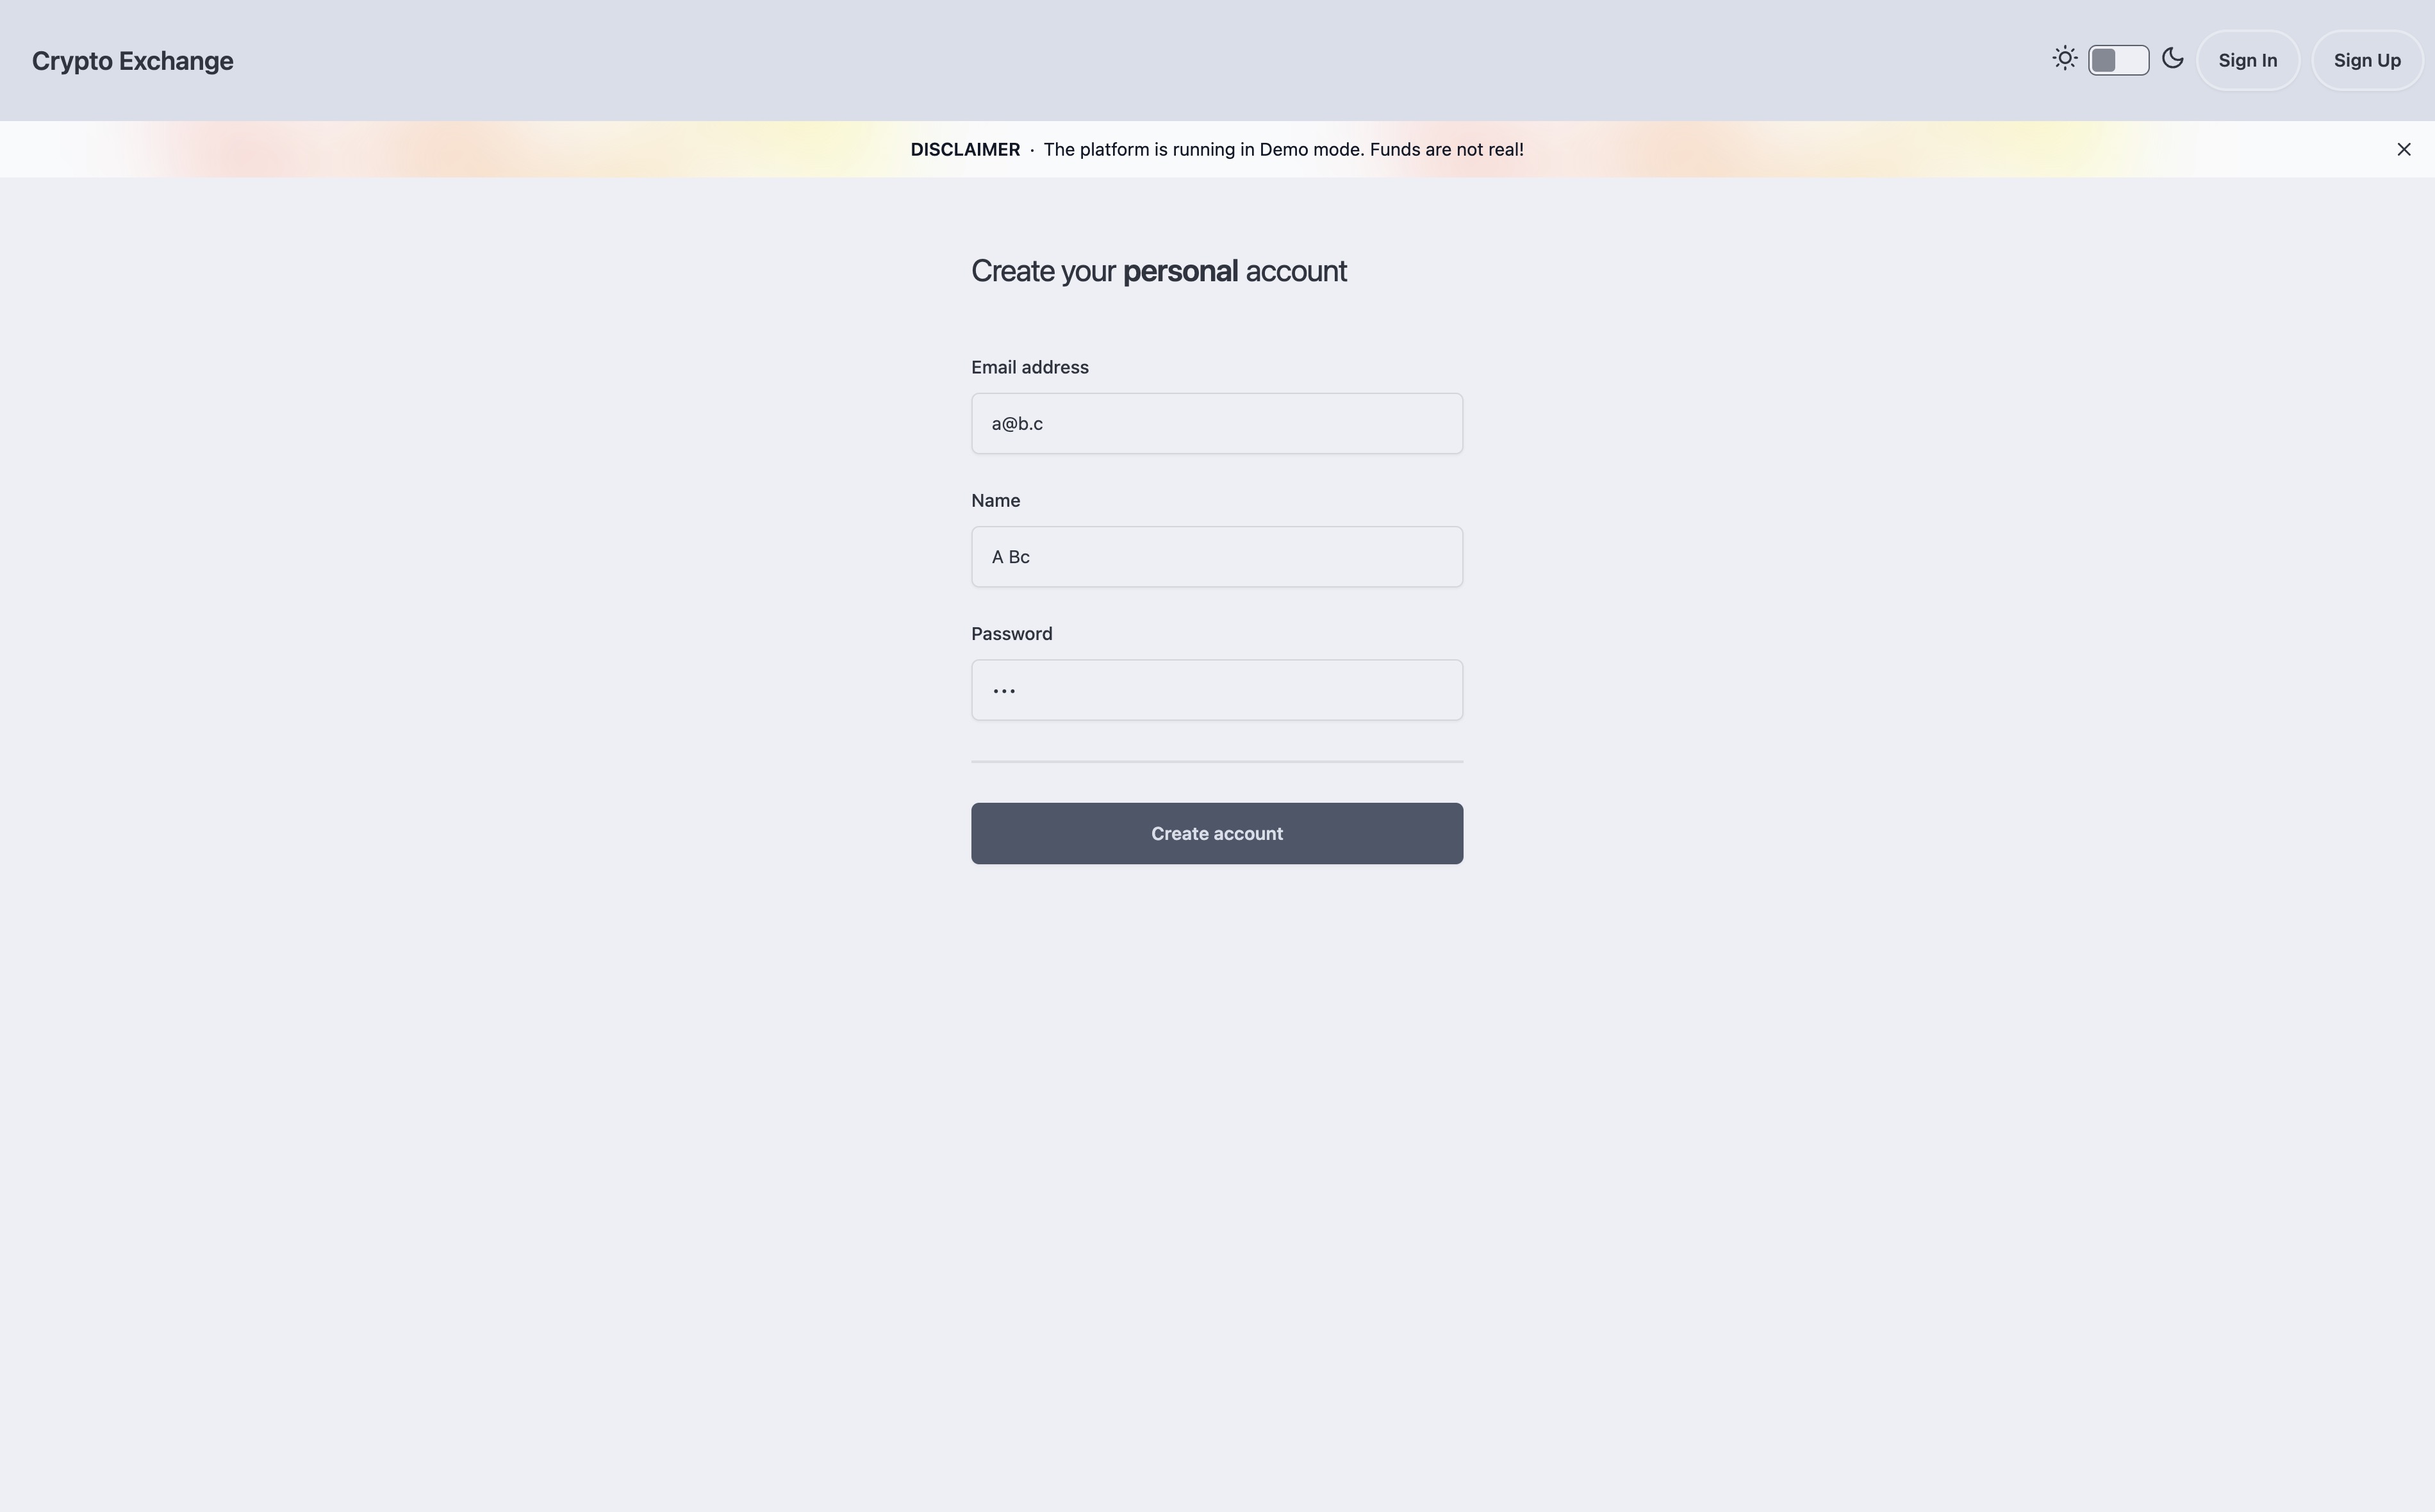 Crypto Exchange
Sign In
Sign Up
DISCLAIMER · The platform is running in Demo mode. Funds are not real!
Create your personal account
Email address
a@b.c
Name
A Bc
Password
•••
Create account